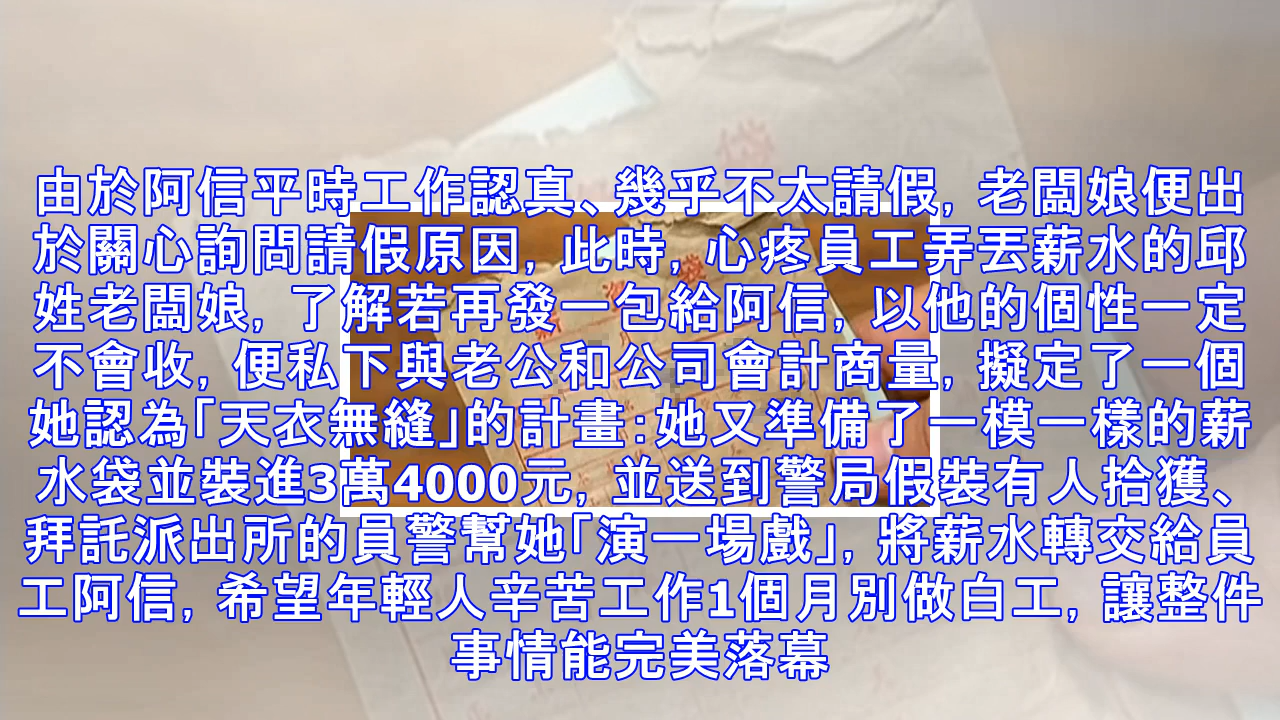 由於阿信平時工作認真、幾乎不太請假, 老闆娘便出
於關心詢問請假原因, 此時, 心疼員工弄丟薪水的邱
姓老闆娘, 了解若再發一包給阿信, 以他的個性一定
不會收, 便私下與老公和公司會計商量, 擬定了一個
她認為「天衣無縫」的計畫:她又準備了一模一樣的薪
水袋並裝進3萬4000元, 並送到警局假裝有人拾獲、
拜託派出所的員警幫她「演一場戲」, 將薪水轉交給員
工阿信, 希望年輕人辛苦工作1個月別做白工, 讓整件
事情能完美落幕